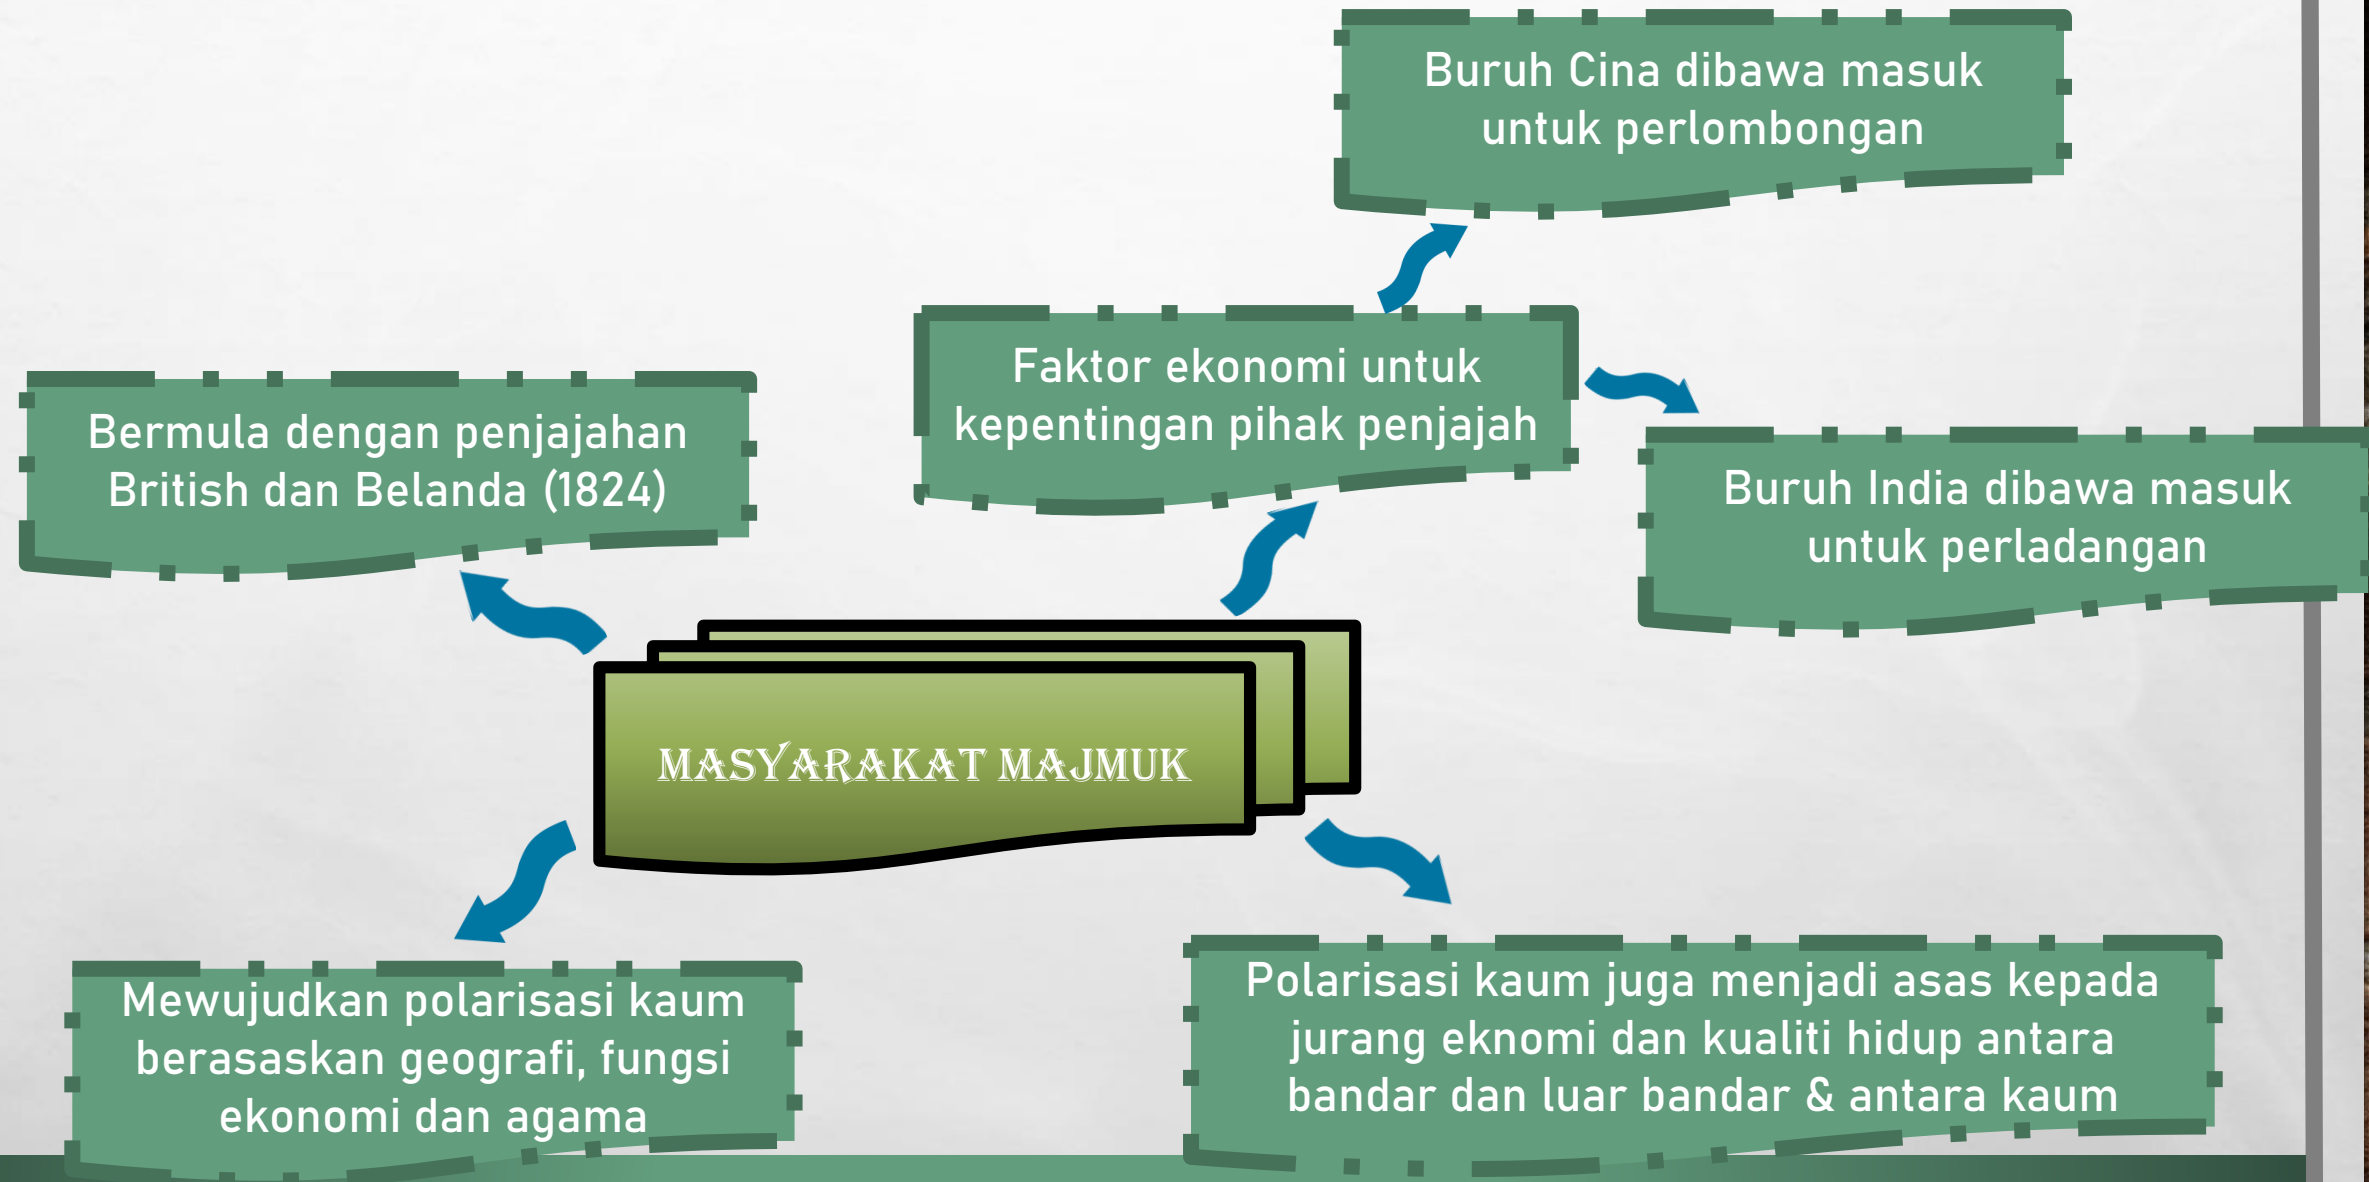 Buruh Cina dibawa masuk
untuk perlombongan
Faktor ekonomi untuk
kepentingan pihak penjajah
Bermula dengan penjajahan
British dan Belanda (1824)
Buruh India dibawa masuk
untuk perladangan
MASYARAKAT MAJMUK
Mewujudkan polarisasi kaum
berasaskan geografi, fungsi
ekonomi dan agama
Polarisasi kaum juga menjadi asas kepada
jurang eknomi dan kualiti hidup antara
bandar dan luar bandar & antara kaum